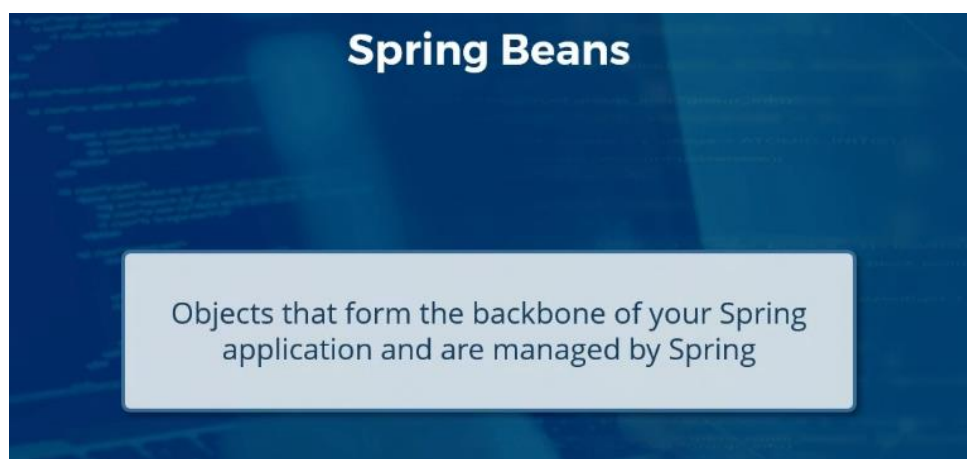 Spring Beans
Objects that form the backbone of your Spring
application and are managed by Spring